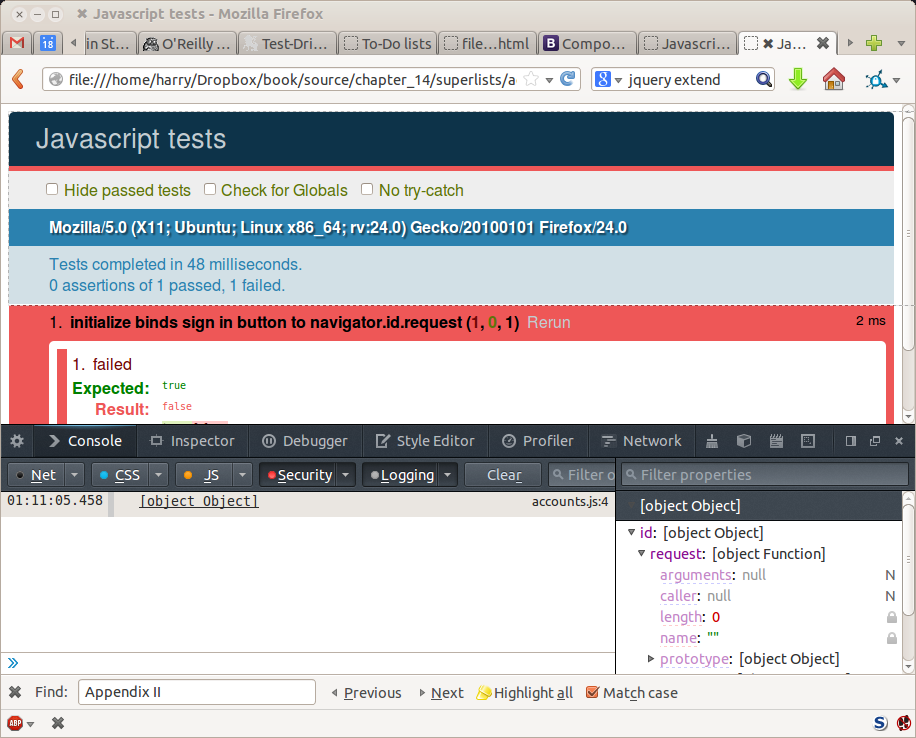 ✖ Javascript tests - Mozilla Firefox
18 in St... O'Reilly ... Test-Dri... To-Do lists file...html B Compo... Javascri... ✖ Ja...
file:///home/harry/Dropbox/book/source/chapter_14/superlists/a 8 jquery extend
Javascript tests
Hide passed tests Check for Globals No try-catch
Mozilla/5.0 (X11; Ubuntu; Linux x86_64; rv:24.0) Gecko/20100101 Firefox/24.0
Tests completed in 48 milliseconds.
0 assertions of 1 passed, 1 failed.
1. initialize binds sign in button to navigator.id.request (1, 0, 1) Rerun 2 ms
1. failed
Expected: true
Result: false
Console Inspector Debugger Style Editor Profiler Network
Net CSS JS Security Logging Clear Filter o Filter properties
01:11:05.458 [object Object] accounts.js:4
[object Object]
id: [object Object]
request: [object Function]
arguments: null N
caller: null N
length: 0
name: ""
prototype: [object Object]
Find: Appendix II Previous Next Highlight all Match case
ABP S